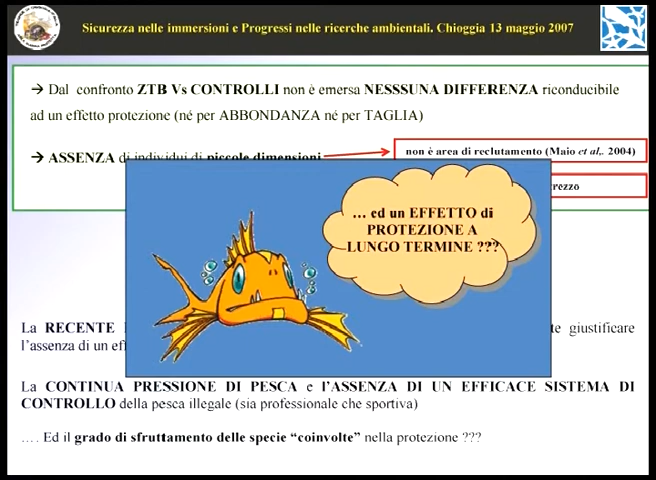 Sicurezza nelle immersioni e Progressi nelle ricerche ambientali. Chioggia 13 maggio 2007
→ Dal confronto ZTB Vs CONTROLLI non è emersa NESSSUNA DIFFERENZA riconducibile
ad un effetto protezione (né per ABBONDANZA né per TAGLIA)
→ ASSENZA di individui di piccole dimensioni
non è area di reclutamento (Maio et al,. 2004)
… ed un EFFETTO di
PROTEZIONE A
LUNGO TERMINE ???
La RECENTE
giustificare
l'assenza di un
La CONTINUA PRESSIONE DI PESCA e l'ASSENZA DI UN EFFICACE SISTEMA DI
CONTROLLO della pesca illegale (sia professionale che sportiva)
…. Ed il grado di sfruttamento delle specie “coinvolte” nella protezione ???